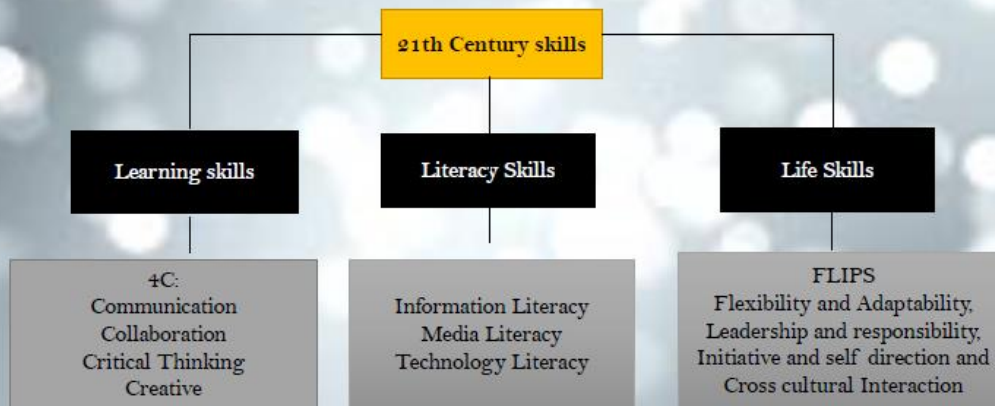 21th Century skills
Learning skills
Literacy Skills
Life Skills
4C:
Communication
Collaboration
Critical Thinking
Creative
Information Literacy
Media Literacy
Technology Literacy
FLIPS
Flexibility and Adaptability,
Leadership and responsibility,
Initiative and self direction and
Cross cultural Interaction